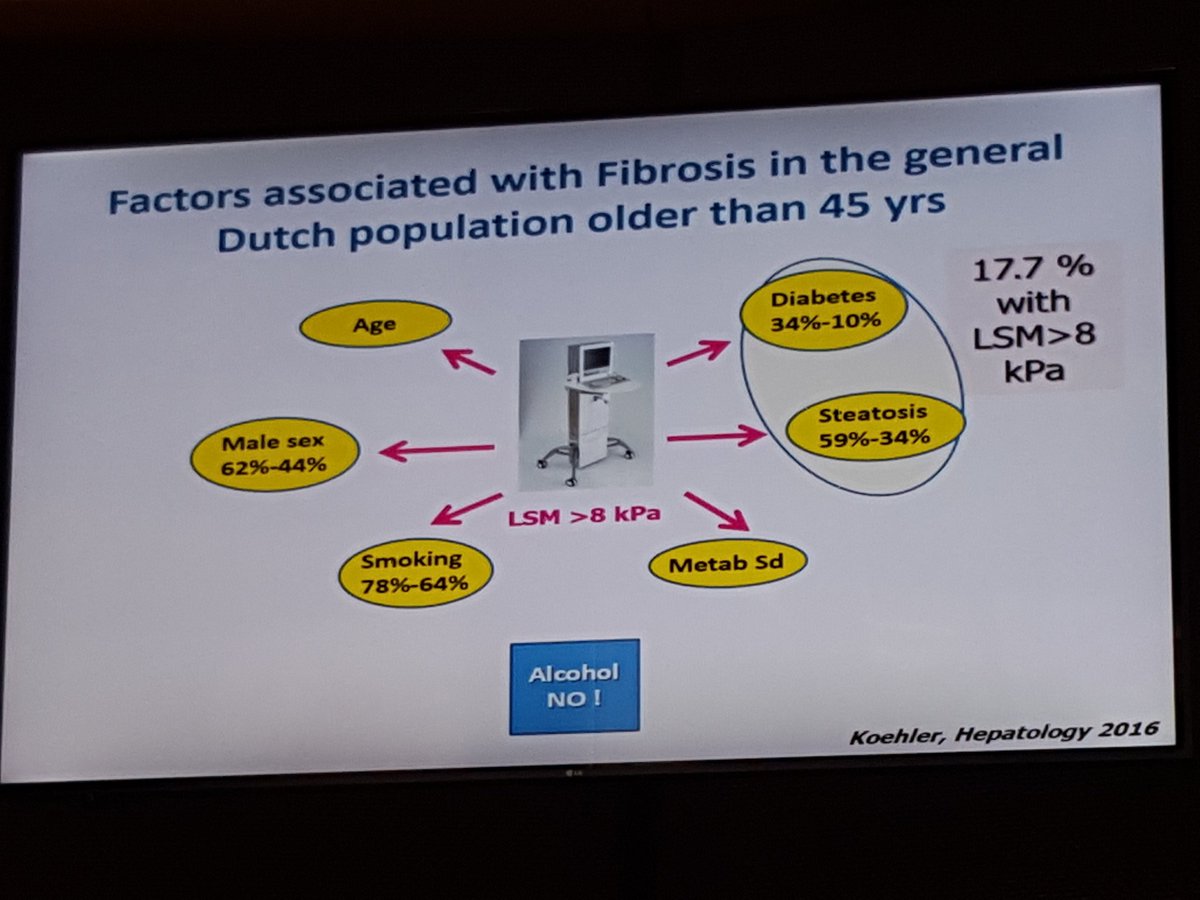 Factors associated with Fibrosis in the general
Dutch population older than 45 yrs
17.7 %
with
LSM>8
kPa
Diabetes
34%-10%
Age
Steatosis
59%-34%
Male sex
62%-44%
LSM >8 kPa
Smoking
78%-64%
Metab Sd
Alcohol
NO !
Koehler, Hepatology 2016
LG